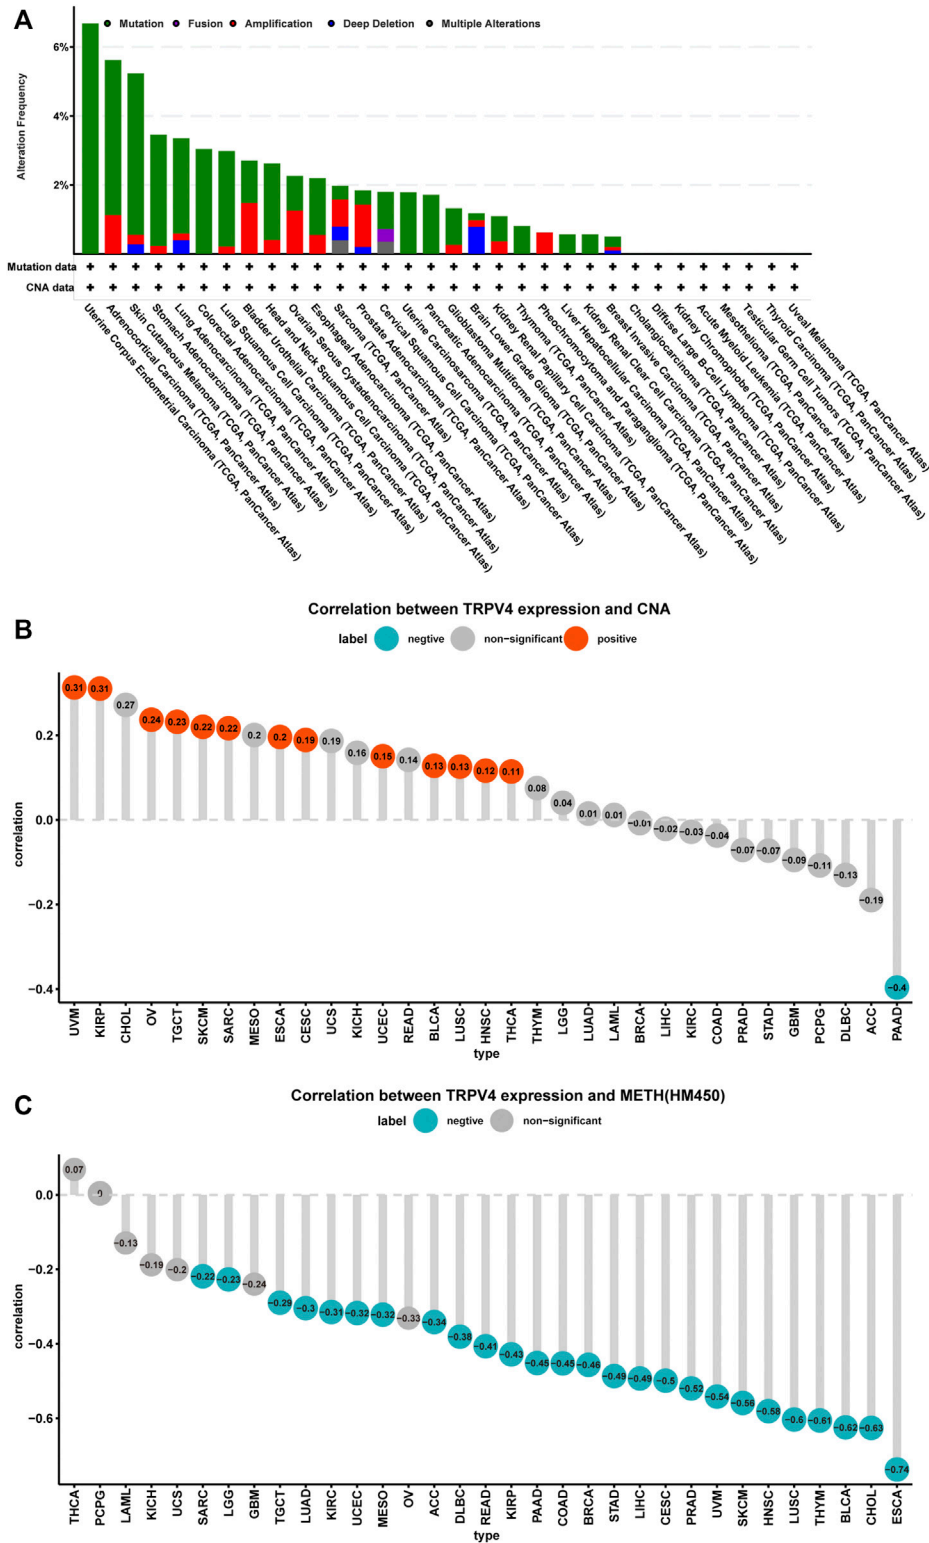 A
Mutation Fusion Amplification Deep Deletion Multiple Alterations
6%
4%
2%
Alteration Frequency
Mutation data + + + + + + + + + + + + + + + + + + + + + + + + + + + + + + + +
CNA data + + + + + + + + + + + + + + + + + + + + + + + + + + + + + + + +
Uterine Corpus Endometrial Carcinoma (TCGA, PanCancer Atlas)
Adrenocortical Carcinoma (TCGA, PanCancer Atlas)
Skin Cutaneous Melanoma (TCGA, PanCancer Atlas)
Stomach Adenocarcinoma (TCGA, PanCancer Atlas)
Lung Adenocarcinoma (TCGA, PanCancer Atlas)
Colorectal Adenocarcinoma (TCGA, PanCancer Atlas)
Lung Squamous Cell Carcinoma (TCGA, PanCancer Atlas)
Bladder Urothelial Carcinoma (TCGA, PanCancer Atlas)
Head and Neck Squamous Cell Carcinoma (TCGA, PanCancer Atlas)
Ovarian Serous Cystadenocarcinoma (TCGA, PanCancer Atlas)
Esophageal Adenocarcinoma (TCGA, PanCancer Atlas)
Sarcoma (TCGA, PanCancer Atlas)
Prostate Adenocarcinoma (TCGA, PanCancer Atlas)
Cervical Squamous Cell Carcinoma (TCGA, PanCancer Atlas)
Uterine Carcinosarcoma (TCGA, PanCancer Atlas)
Pancreatic Adenocarcinoma (TCGA, PanCancer Atlas)
Glioblastoma Multiforme (TCGA, PanCancer Atlas)
Brain Lower Grade Glioma (TCGA, PanCancer Atlas)
Kidney Renal Papillary Cell Carcinoma (TCGA, PanCancer Atlas)
Thymoma (TCGA, PanCancer Atlas)
Pheochromocytoma and Paraganglioma (TCGA, PanCancer Atlas)
Liver Hepatocellular Carcinoma (TCGA, PanCancer Atlas)
Kidney Renal Clear Cell Carcinoma (TCGA, PanCancer Atlas)
Breast Invasive Carcinoma (TCGA, PanCancer Atlas)
Cholangiocarcinoma (TCGA, PanCancer Atlas)
Diffuse Large B-Cell Lymphoma (TCGA, PanCancer Atlas)
Kidney Chromophobe (TCGA, PanCancer Atlas)
Acute Myeloid Leukemia (TCGA, PanCancer Atlas)
Mesothelioma (TCGA, PanCancer Atlas)
Testicular Germ Cell Tumors (TCGA, PanCancer Atlas)
Thyroid Carcinoma (TCGA, PanCancer Atlas)
Uveal Melanoma (TCGA, PanCancer Atlas)
B
Correlation between TRPV4 expression and CNA
label negtive non−significant positive
0.31 0.31 0.27 0.24 0.23 0.22 0.22 0.2 0.2 0.19 0.19 0.16 0.15 0.14 0.13 0.13 0.12 0.11 0.08 0.04 0.01 0.01 −0.01 −0.02 −0.03 −0.04 −0.07 −0.07 −0.09 −0.11 −0.13 −0.19 −0.4
0.2
0.0
−0.2
−0.4
correlation
UVM KIRP CHOL OV TGCT SKCM SARC MESO ESCA CESC UCS KICH UCEC READ BLCA LUSC HNSC THCA THYM LGG LUAD LAML BRCA LIHC KIRC COAD PRAD STAD GBM PCPG DLBC ACC PAAD
type
C
Correlation between TRPV4 expression and METH(HM450)
label negtive non−significant
0.07 0 −0.13 −0.19 −0.2 −0.22 −0.23 −0.24 −0.29 −0.3 −0.31 −0.32 −0.32 −0.33 −0.34 −0.38 −0.41 −0.43 −0.45 −0.45 −0.46 −0.49 −0.49 −0.5 −0.52 −0.54 −0.56 −0.58 −0.6 −0.61 −0.62 −0.63 −0.74
0.0
−0.2
−0.4
−0.6
correlation
THCA PCPG LAML KICH UCS SARC LGG GBM TGCT LUAD KIRC UCEC MESO OV ACC DLBC READ KIRP PAAD COAD BRCA STAD LIHC CESC PRAD UVM SKCM HNSC LUSC THYM BLCA CHOL ESCA
type